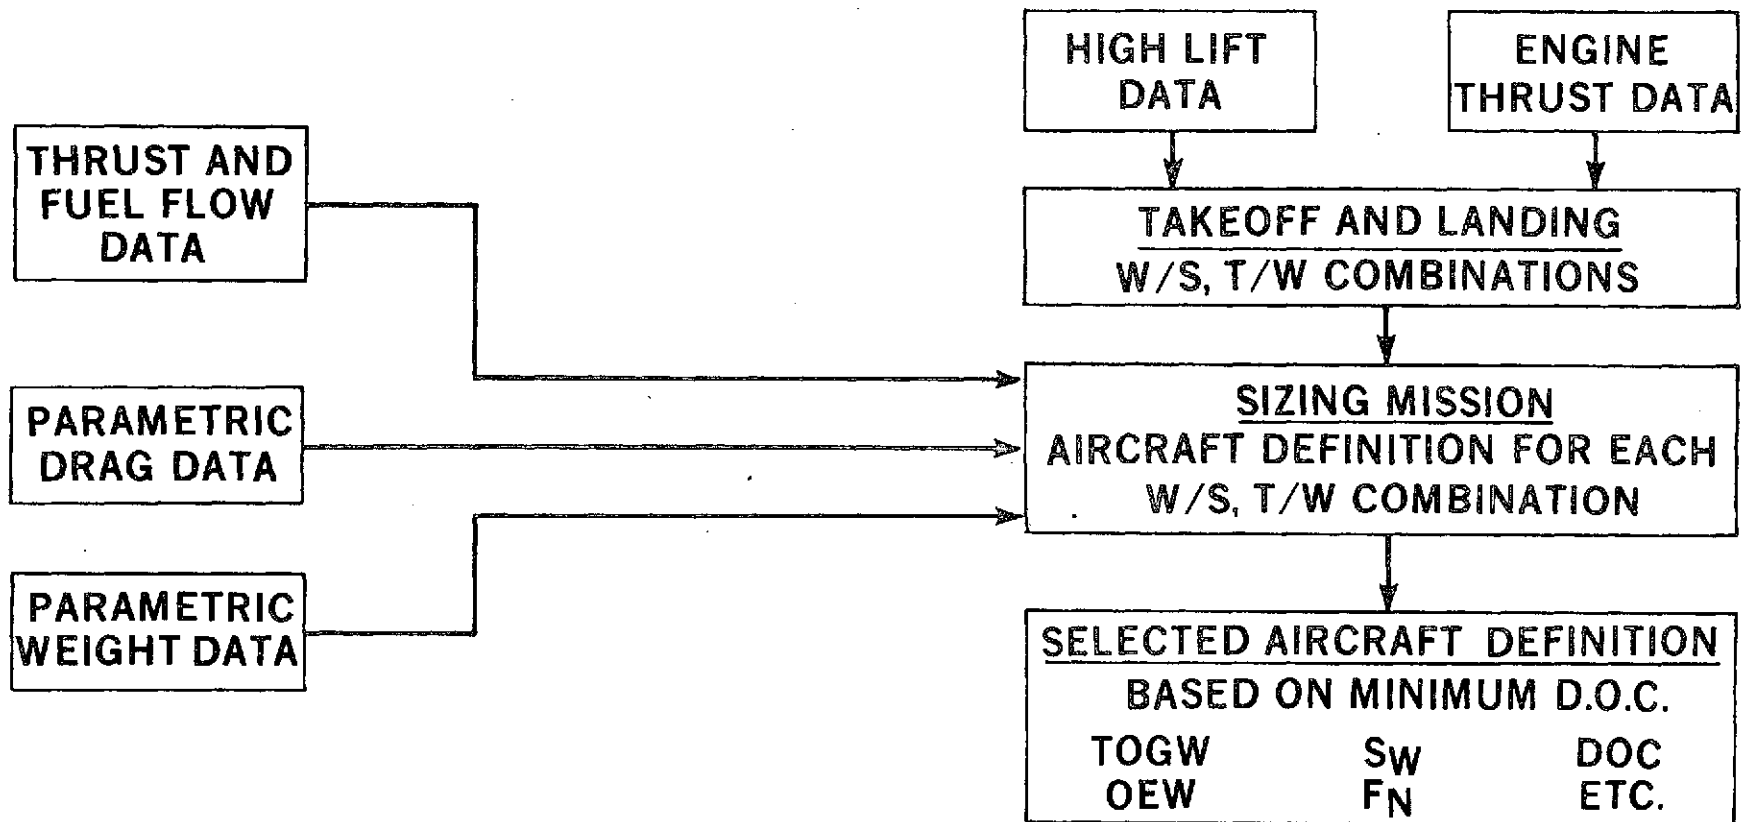 HIGH LIFT
DATA
ENGINE
THRUST DATA
THRUST AND
FUEL FLOW
DATA
TAKEOFF AND LANDING
W/S, T/W COMBINATIONS
PARAMETRIC
DRAG DATA
SIZING MISSION
AIRCRAFT DEFINITION FOR EACH
W/S, T/W COMBINATION
PARAMETRIC
WEIGHT DATA
SELECTED AIRCRAFT DEFINITION
BASED ON MINIMUM D.O.C.
TOGW SW DOC
OEW FN ETC.